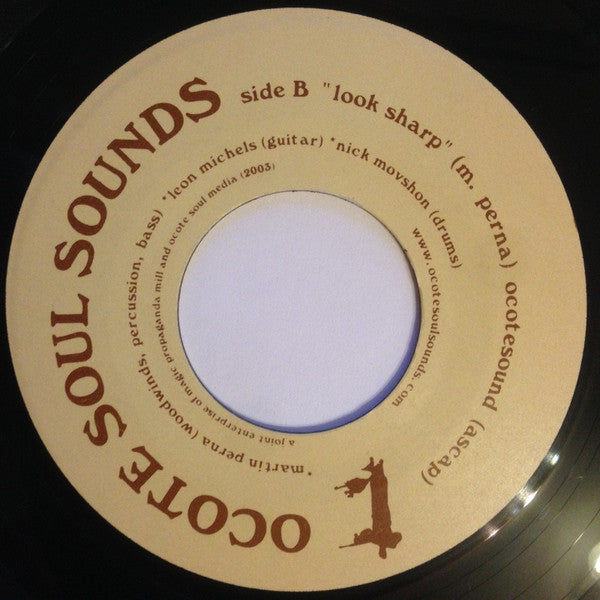 OCOTE SOUL SOUNDS
side B "look sharp" (m. perna) ocotesound (ascap)
*martin perna (woodwinds, percussion, bass) *leon michels (guitar) *nick movshon (drums)
a joint enterprise of magic propaganda mill and ocote soul media (2003)
www.ocotesoulsounds.com